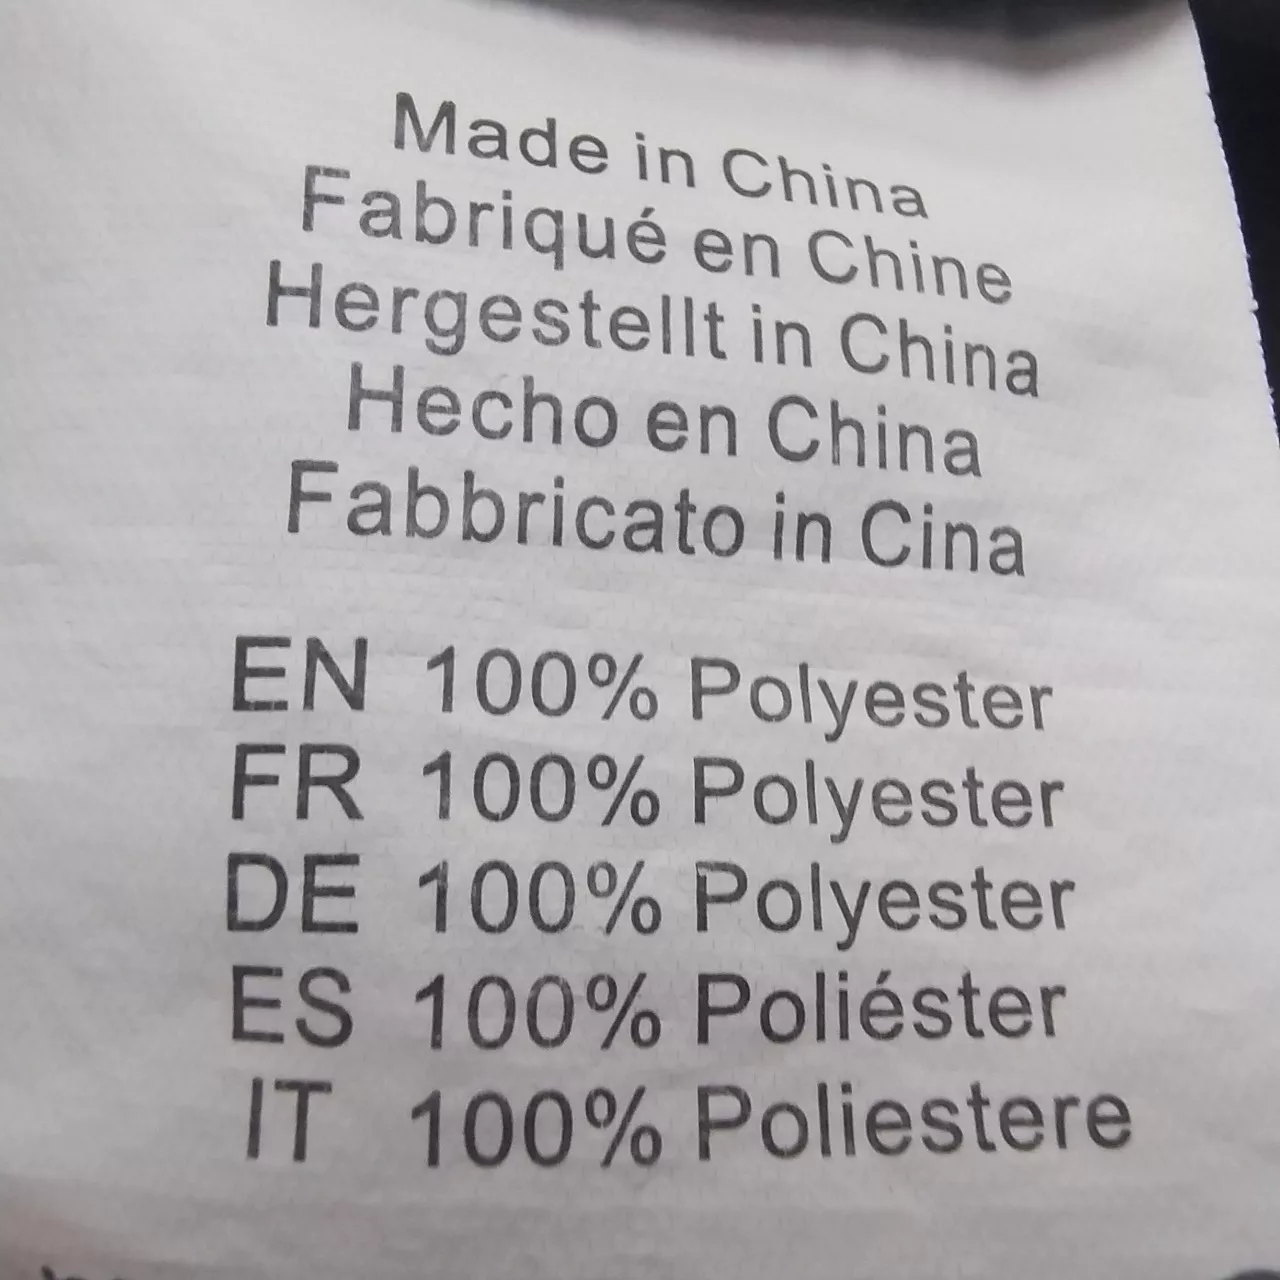 Made in China
Fabriqué en Chine
Hergestellt in China
Hecho en China
Fabbricato in Cina
EN 100% Polyester
FR 100% Polyester
DE 100% Polyester
ES 100% Poliéster
IT 100% Poliestere